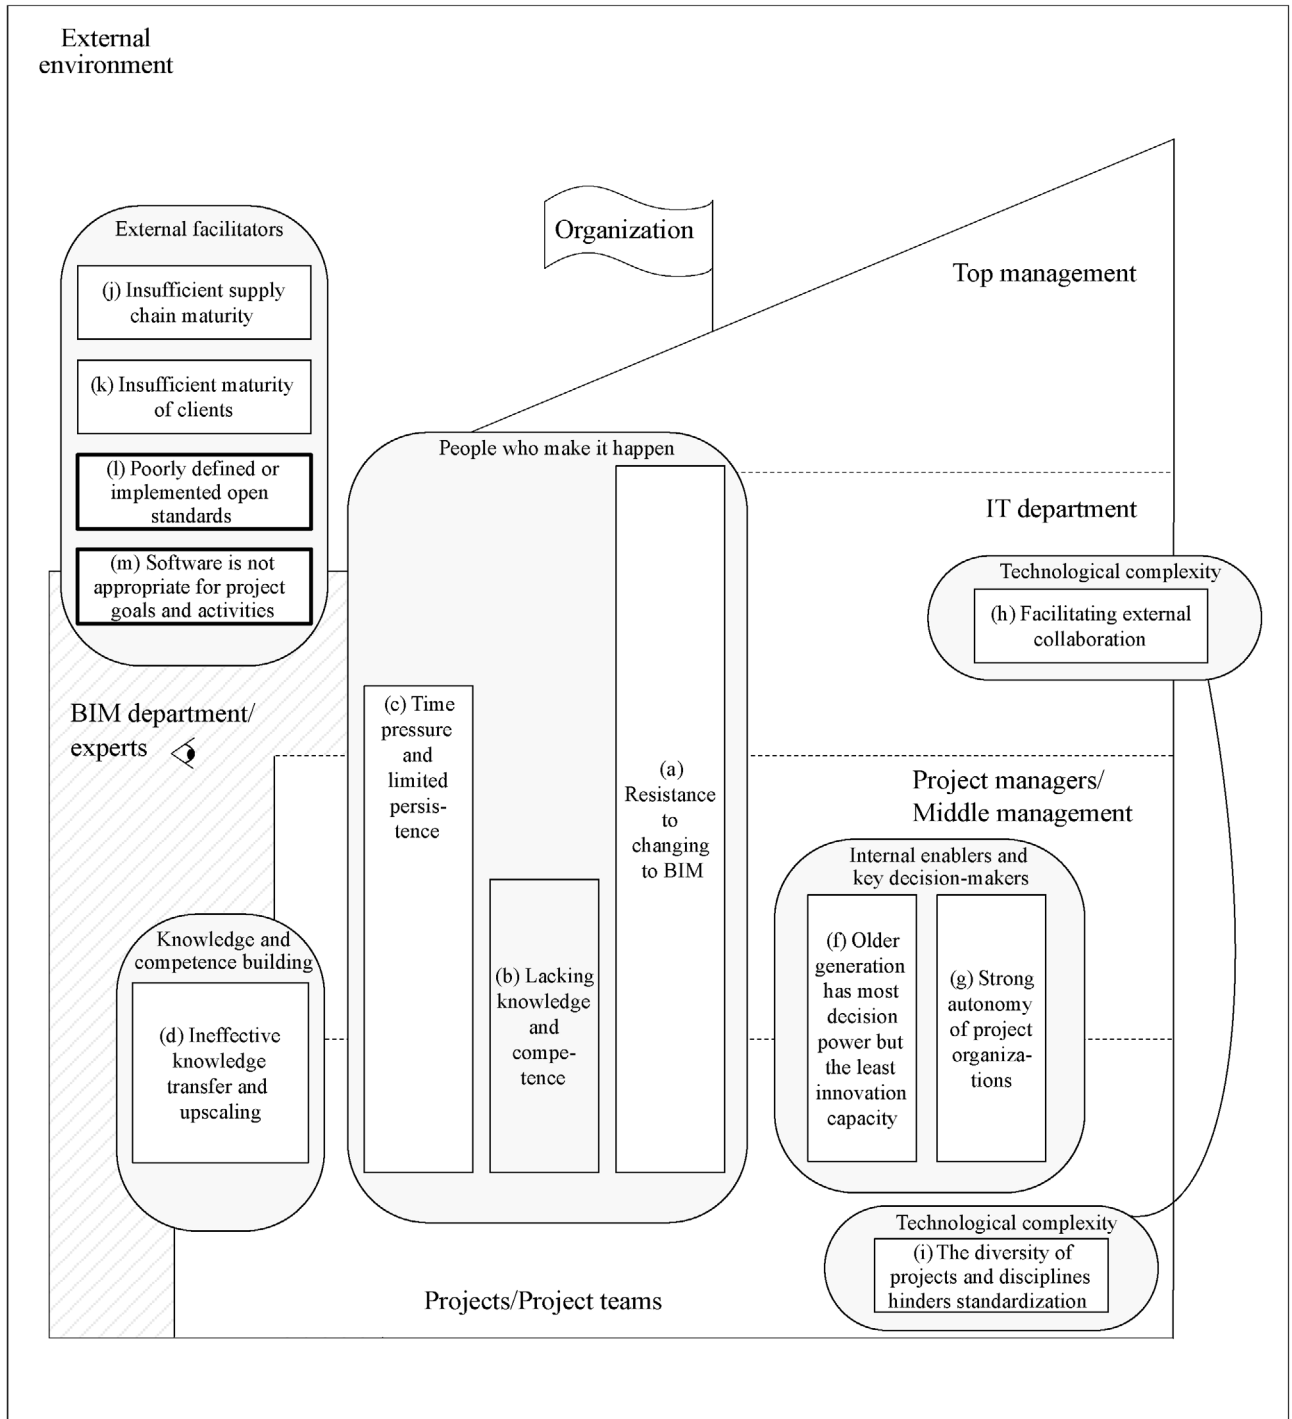 External
environment
Organization
Top management
External facilitators
(j) Insufficient supply
chain maturity
(k) Insufficient maturity
of clients
(l) Poorly defined or
implemented open
standards
(m) Software is not
appropriate for project
goals and activities
People who make it happen
IT department
Technological complexity
(h) Facilitating external
collaboration
BIM department/
experts
(c) Time
pressure and
limited
persis-
tence
(a)
Resistance
to
changing
to BIM
(b) Lacking
knowledge
and
compe-
tence
Project managers/
Middle management
Internal enablers and
key decision-makers
(f) Older
generation
has most
decision
power but
the least
innovation
capacity
(g) Strong
autonomy
of project
organiza-
tions
Knowledge and
competence building
(d) Ineffective
knowledge
transfer and
upscaling
Technological complexity
(i) The diversity of
projects and disciplines
hinders standardization
Projects/Project teams